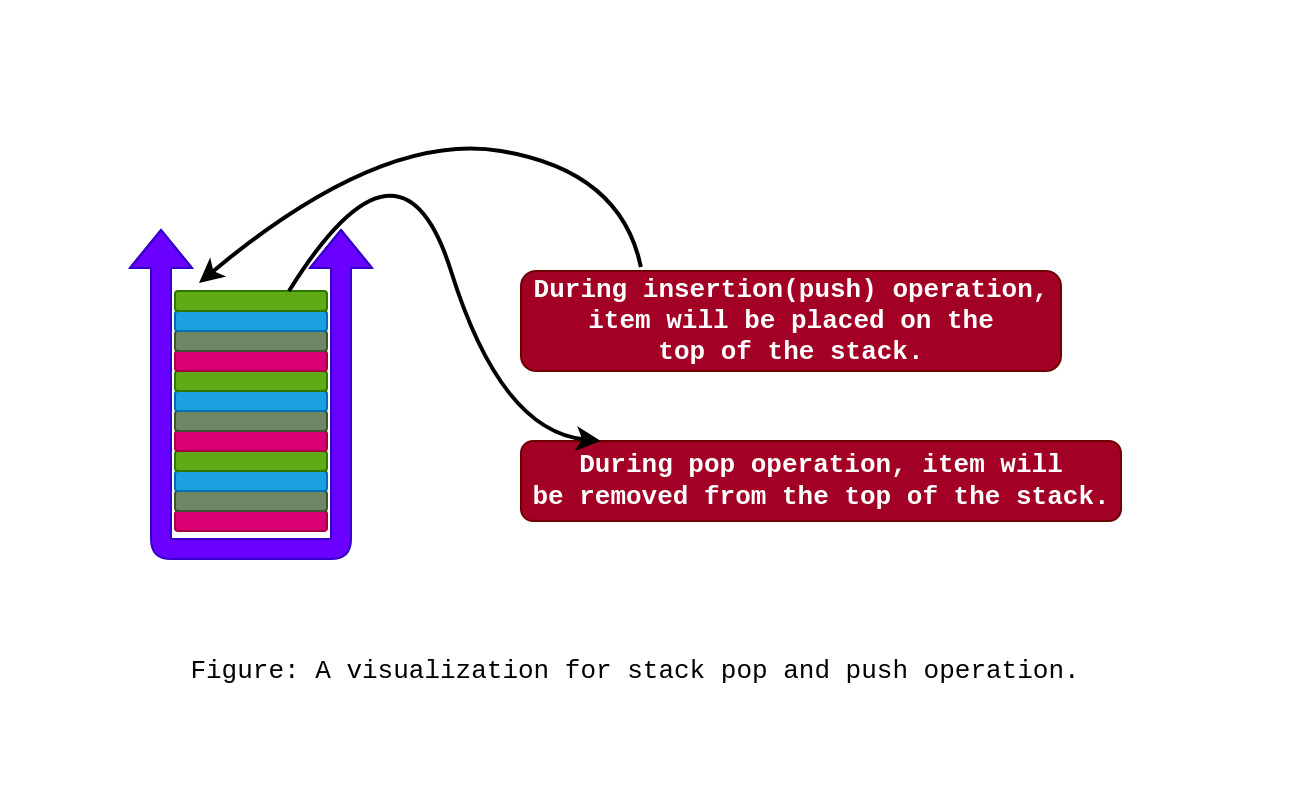 During insertion(push) operation,
item will be placed on the
top of the stack.
During pop operation, item will
be removed from the top of the stack.
Figure: A visualization for stack pop and push operation.